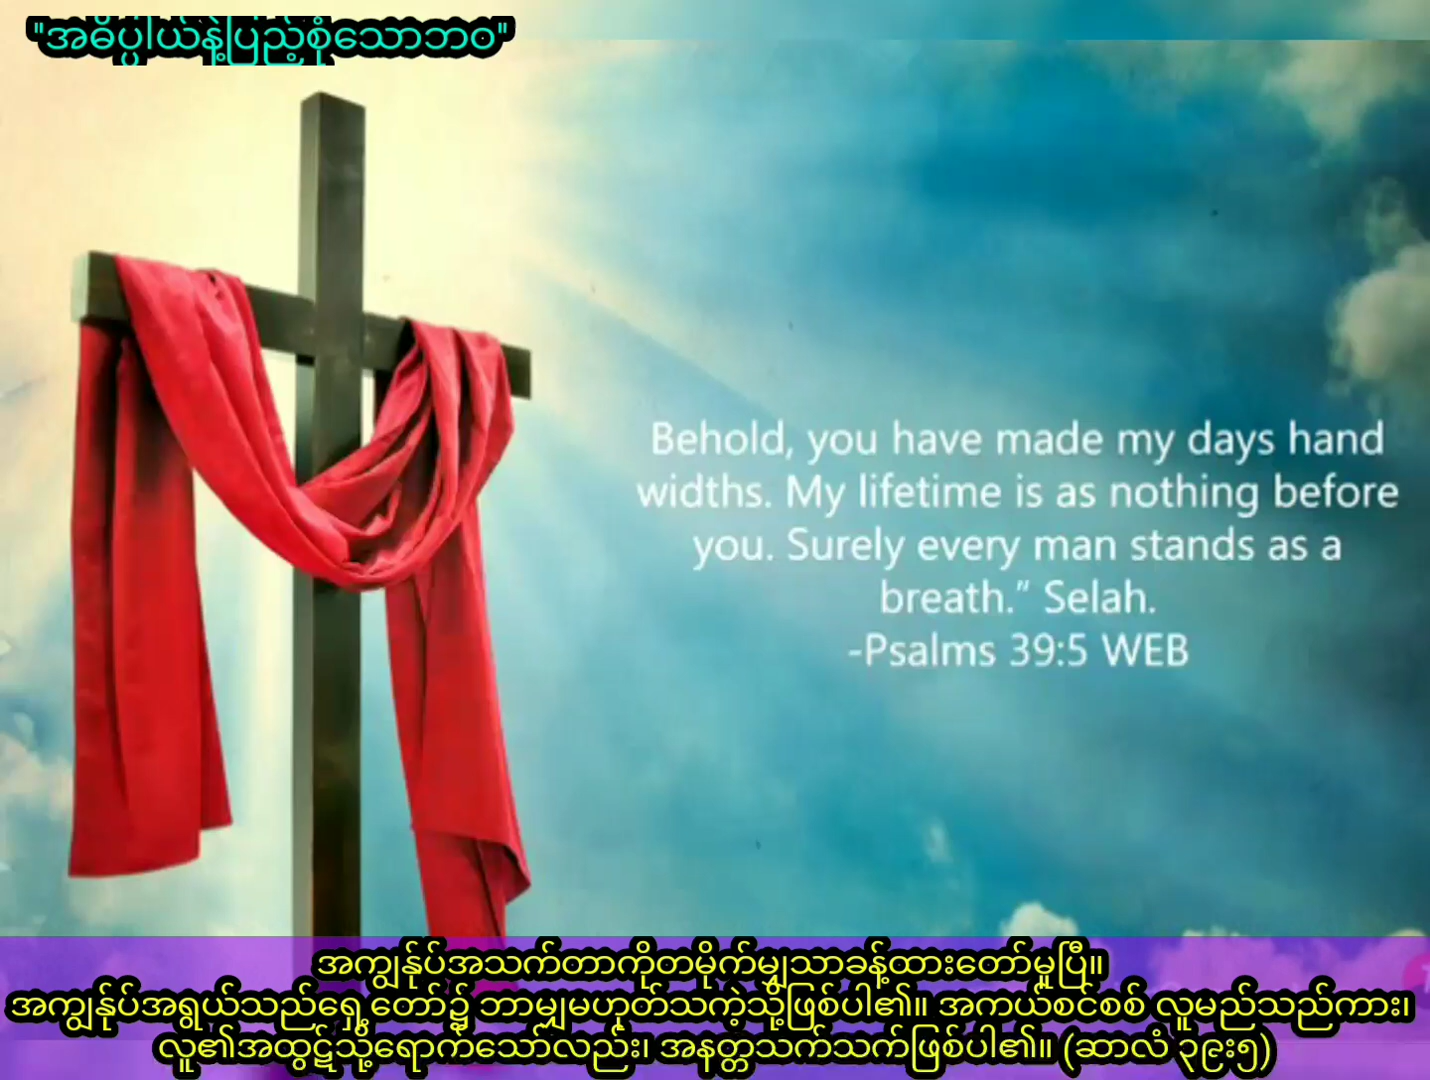 "အဓိပ္ပါယ်နဲ့ပြည့်စုံသောဘဝ"
Behold, you have made my days hand
widths. My lifetime is as nothing before
you. Surely every man stands as a
breath.” Selah.
-Psalms 39:5 WEB
အကျွန်ုပ်အသက်တာကိုတမိုက်မျှသာခန့်ထားတော်မူပြီ။
အကျွန်ုပ်အရွယ်သည်ရှေ့တော်၌ ဘာမျှမဟုတ်သကဲ့သို့ဖြစ်ပါ၏။ အကယ်စင်စစ် လူမည်သည်ကား၊
လူ၏အထွဋ်သို့ရောက်သော်လည်း၊ အနတ္တသက်သက်ဖြစ်ပါ၏။ (ဆာလံ ၃၉း၅)